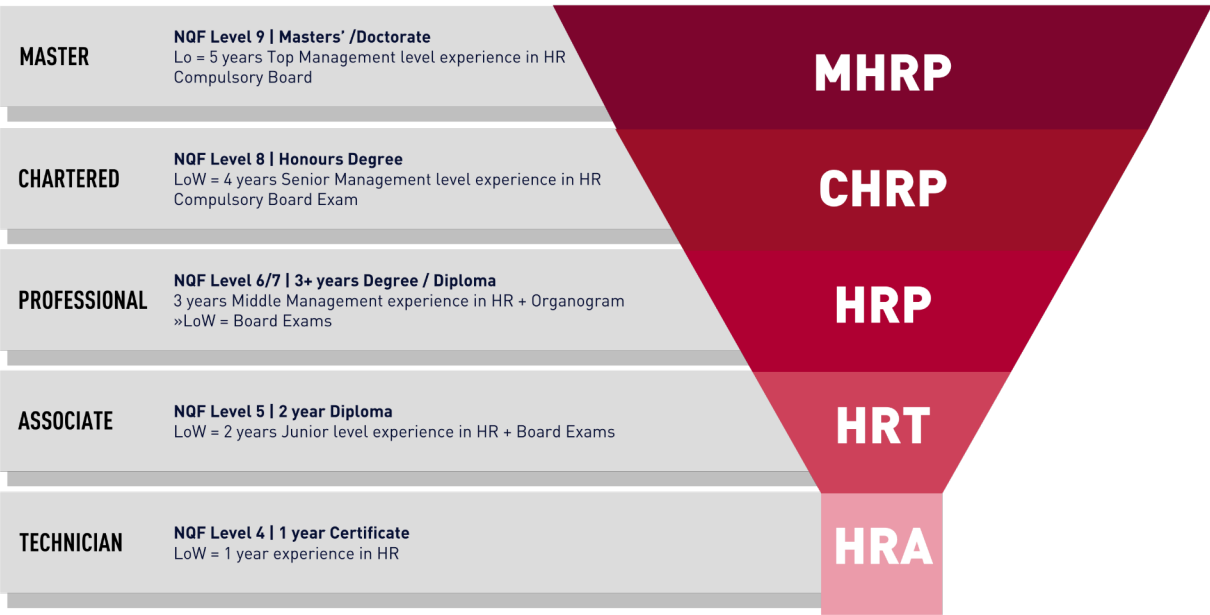 MASTER
NQF Level 9 | Masters' /Doctorate
Lo = 5 years Top Management level experience in HR
Compulsory Board
MHRP
CHARTERED
NQF Level 8 | Honours Degree
LoW = 4 years Senior Management level experience in HR
Compulsory Board Exam
CHRP
PROFESSIONAL
NQF Level 6/7 | 3+ years Degree / Diploma
3 years Middle Management experience in HR + Organogram
»LoW = Board Exams
HRP
ASSOCIATE
NQF Level 5 | 2 year Diploma
LoW = 2 years Junior level experience in HR + Board Exams
HRT
TECHNICIAN
NQF Level 4 | 1 year Certificate
LoW = 1 year experience in HR
HRA